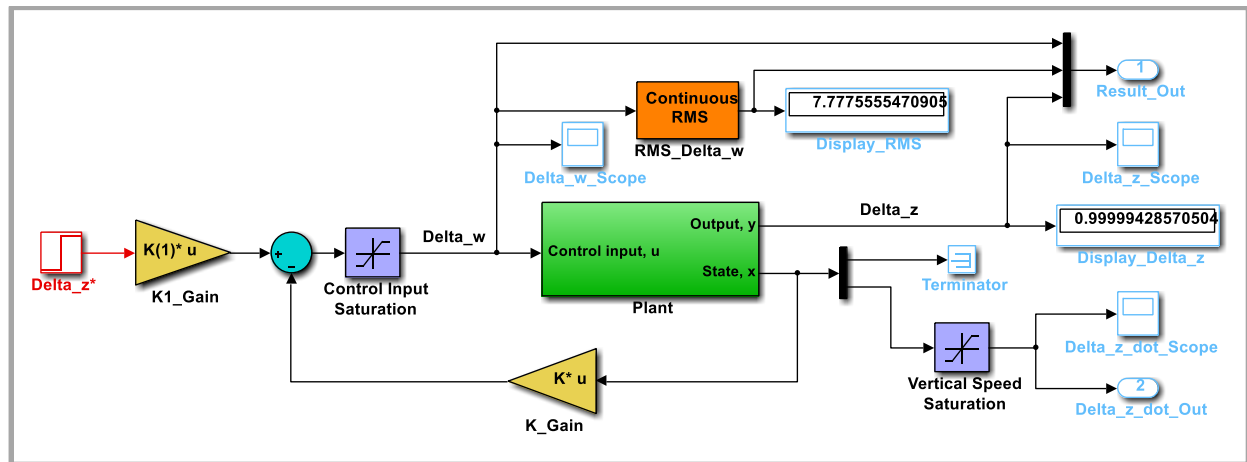 Continuous
RMS
RMS_Delta_w
7.7775555470905
Display_RMS
1
Result_Out
Delta_w_Scope
Delta_z_Scope
Delta_z*
K(1)* u
K1_Gain
+
−
Control Input
Saturation
Delta_w
Control input, u
Output, y
State, x
Plant
Delta_z
0.99999428570504
Display_Delta_z
Terminator
Vertical Speed
Saturation
Delta_z_dot_Scope
2
Delta_z_dot_Out
K* u
K_Gain